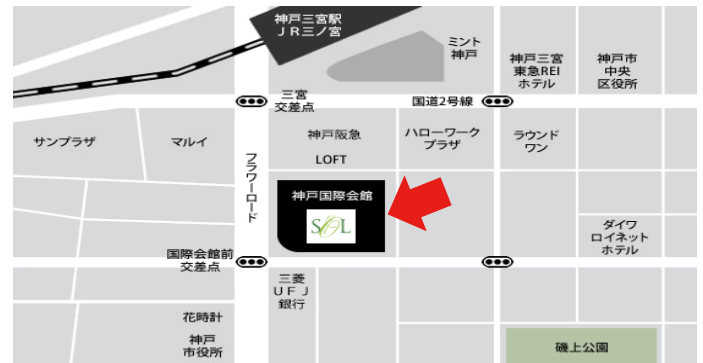 神戸三宮駅
JR三ノ宮
ミント
神戸
神戸三宮
東急REI
ホテル
神戸市
中央
区役所
三宮
交差点
国道2号線
サンプラザ
マルイ
フラワーロード
神戸阪急
LOFT
ハローワーク
プラザ
ラウンド
ワン
神戸国際会館
SOL
ダイワ
ロイネット
ホテル
国際会館前
交差点
三菱
UFJ
銀行
花時計
神戸
市役所
磯上公園